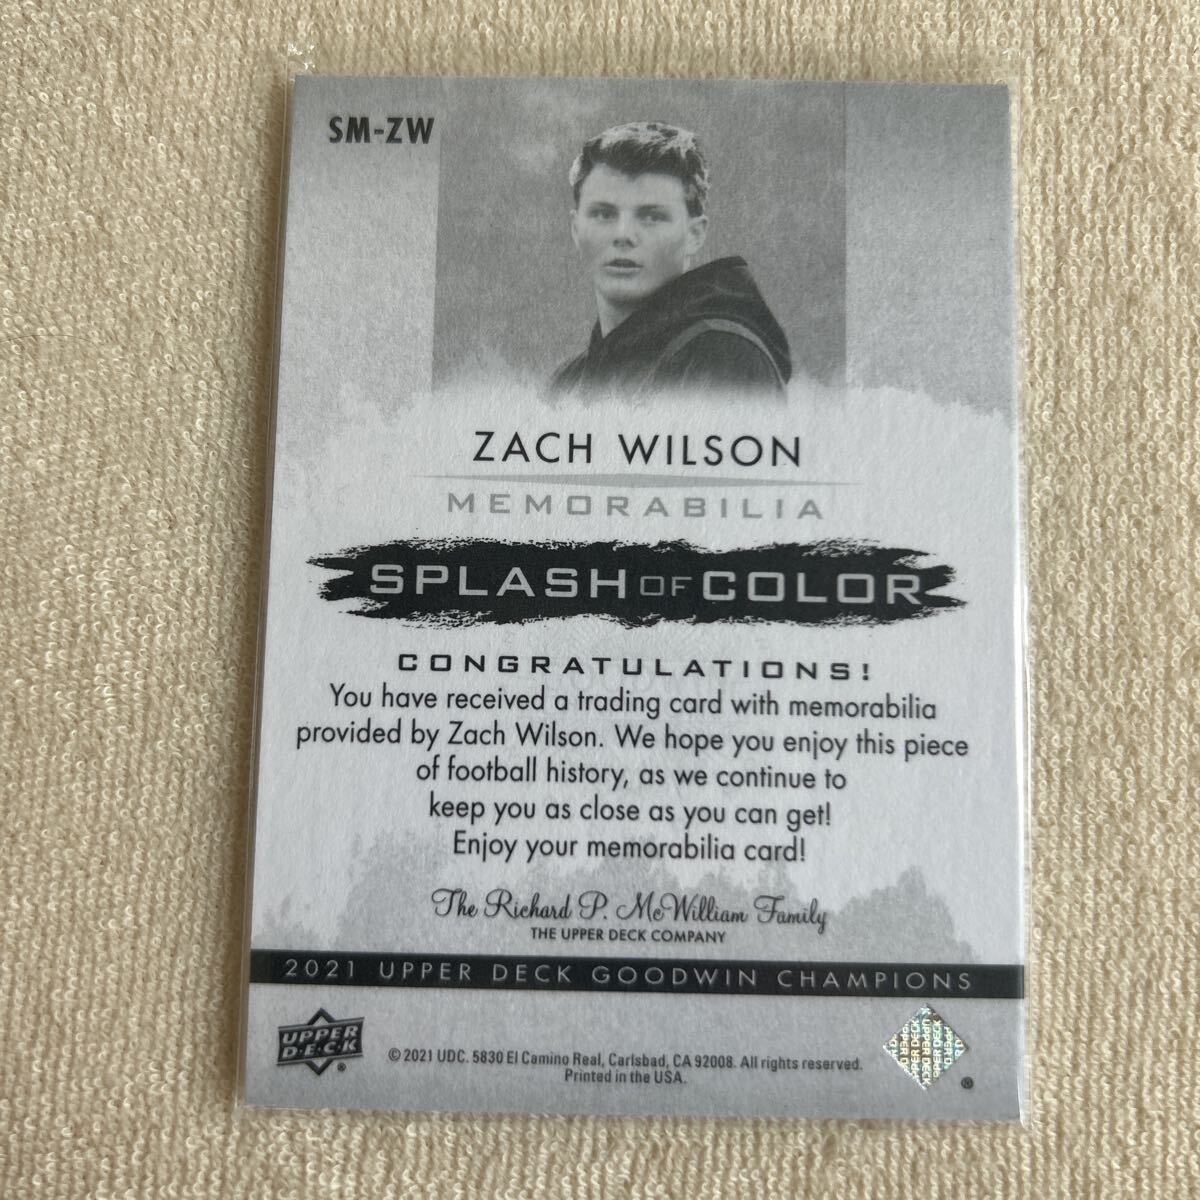 SM-ZW
ZACH WILSON
MEMORABILIA
SPLASH OF COLOR
CONGRATULATIONS!
You have received a trading card with memorabilia
provided by Zach Wilson. We hope you enjoy this piece
of football history, as we continue to
keep you as close as you can get!
Enjoy your memorabilia card!
The Richard P. McWilliam Family
THE UPPER DECK COMPANY
2021 UPPER DECK GOODWIN CHAMPIONS
UPPER
D·E·C·K
®
© 2021 UDC. 5830 El Camino Real, Carlsbad, CA 92008. All rights reserved.
Printed in the USA.
UPPER DECK
®